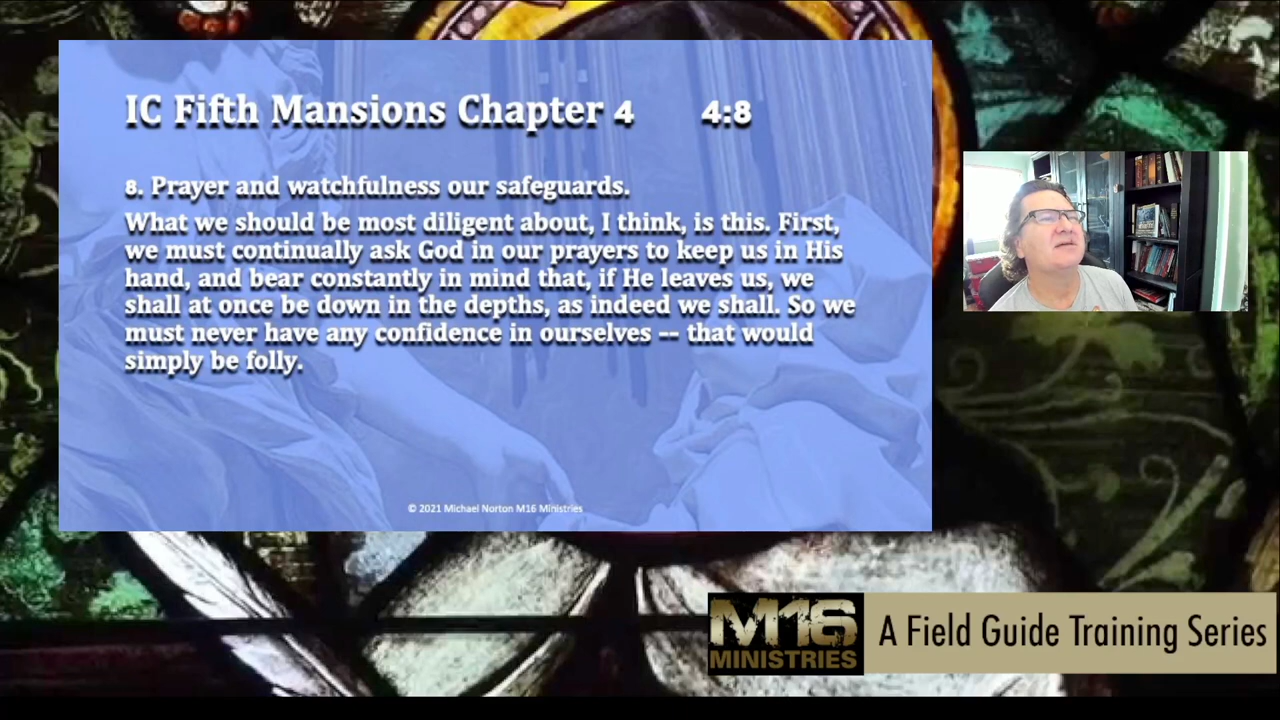 IC Fifth Mansions Chapter 4 4:8
8. Prayer and watchfulness our safeguards.
What we should be most diligent about, I think, is this. First,
we must continually ask God in our prayers to keep us in His
hand, and bear constantly in mind that, if He leaves us, we
shall at once be down in the depths, as indeed we shall. So we
must never have any confidence in ourselves -- that would
simply be folly.
© 2021 Michael Norton M16 Ministries
M16
MINISTRIES
A Field Guide Training Series